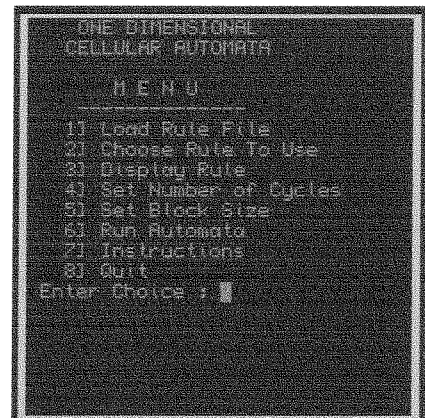 ONE DIMENSIONAL
CELLULAR AUTOMATA
M E N U
1] Load Rule File
2] Choose Rule To Use
3] Display Rule
4] Set Number of Cycles
5] Set Block Size
6] Run Automata
7] Instructions
8] Quit
Enter Choice :